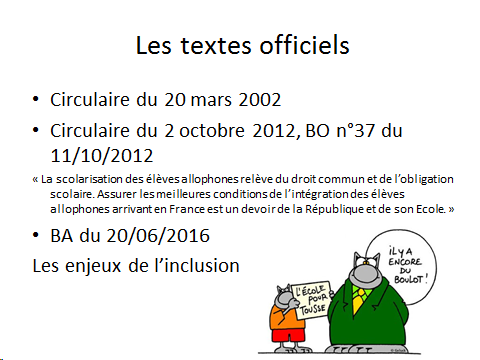 Les textes officiels
• Circulaire du 20 mars 2002
• Circulaire du 2 octobre 2012, BO n°37 du
11/10/2012
« La scolarisation des élèves allophones relève du droit commun et de l'obligation
scolaire. Assurer les meilleures conditions de l'intégration des élèves
allophones arrivant en France est un devoir de la République et de son Ecole. »
• BA du 20/06/2016
Les enjeux de l'inclusion
IL Y A
ENCORE
DU
BOULOT !
L'ÉCOLE
POUR
TOUSSE